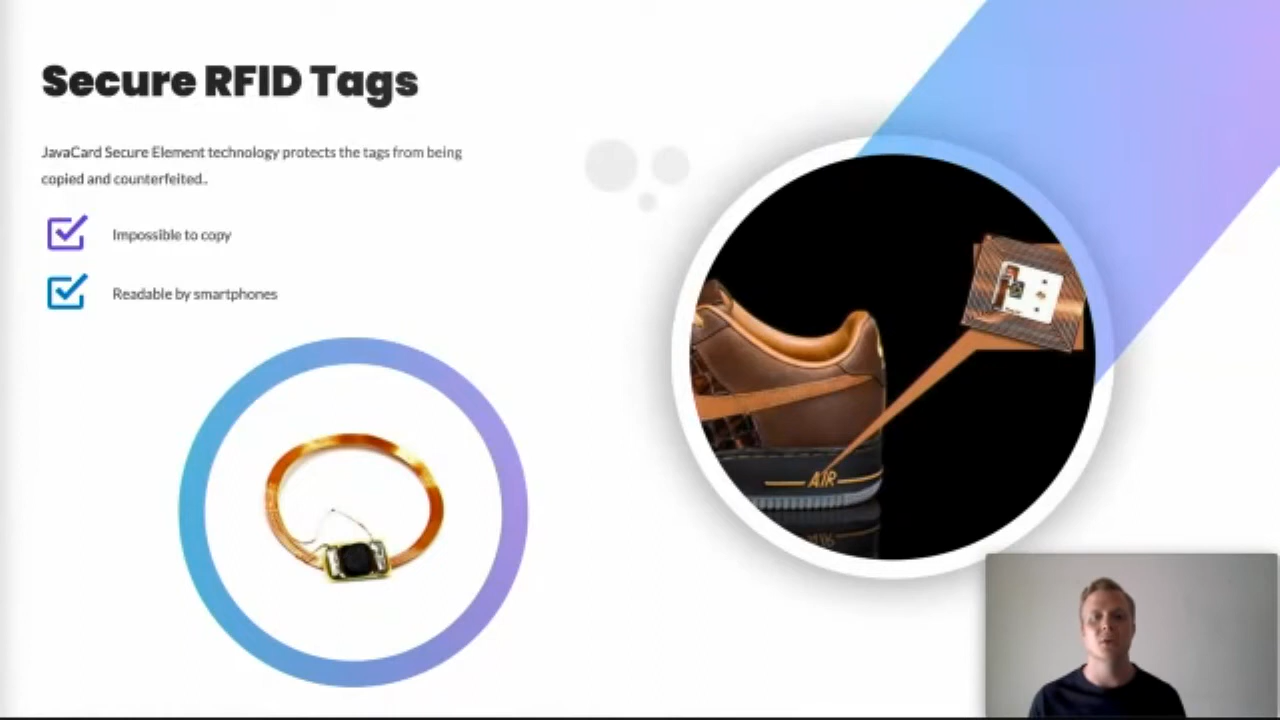 Secure RFID Tags
JavaCard Secure Element technology protects the tags from being
copied and counterfeited..
Impossible to copy
Readable by smartphones
AIR